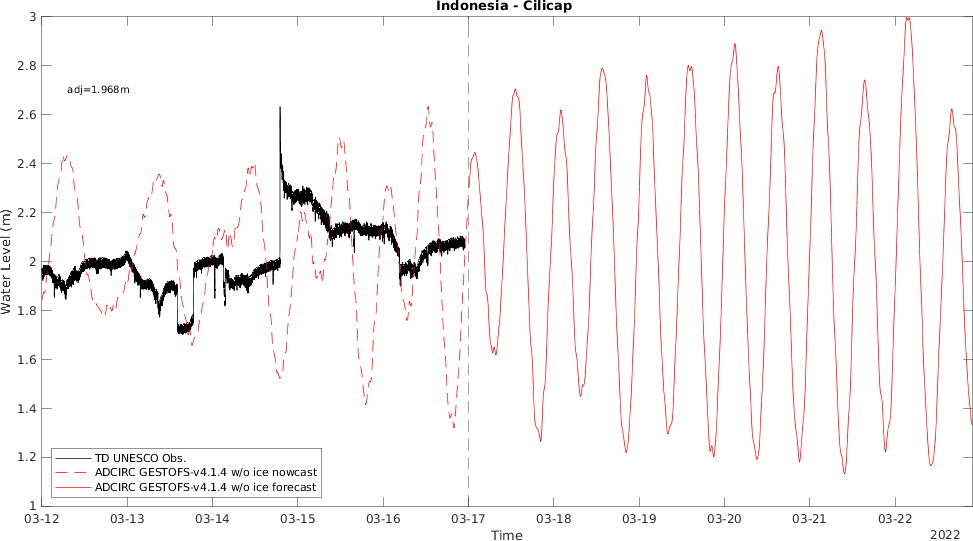 Indonesia - Cilicap
3
2.8
2.6
2.4
2.2
2
1.8
1.6
1.4
1.2
1
Water Level (m)
adj=1.968m
TD UNESCO Obs.
ADCIRC GESTOFS-v4.1.4 w/o ice nowcast
ADCIRC GESTOFS-v4.1.4 w/o ice forecast
03-12 03-13 03-14 03-15 03-16 03-17 03-18 03-19 03-20 03-21 03-22
Time
2022